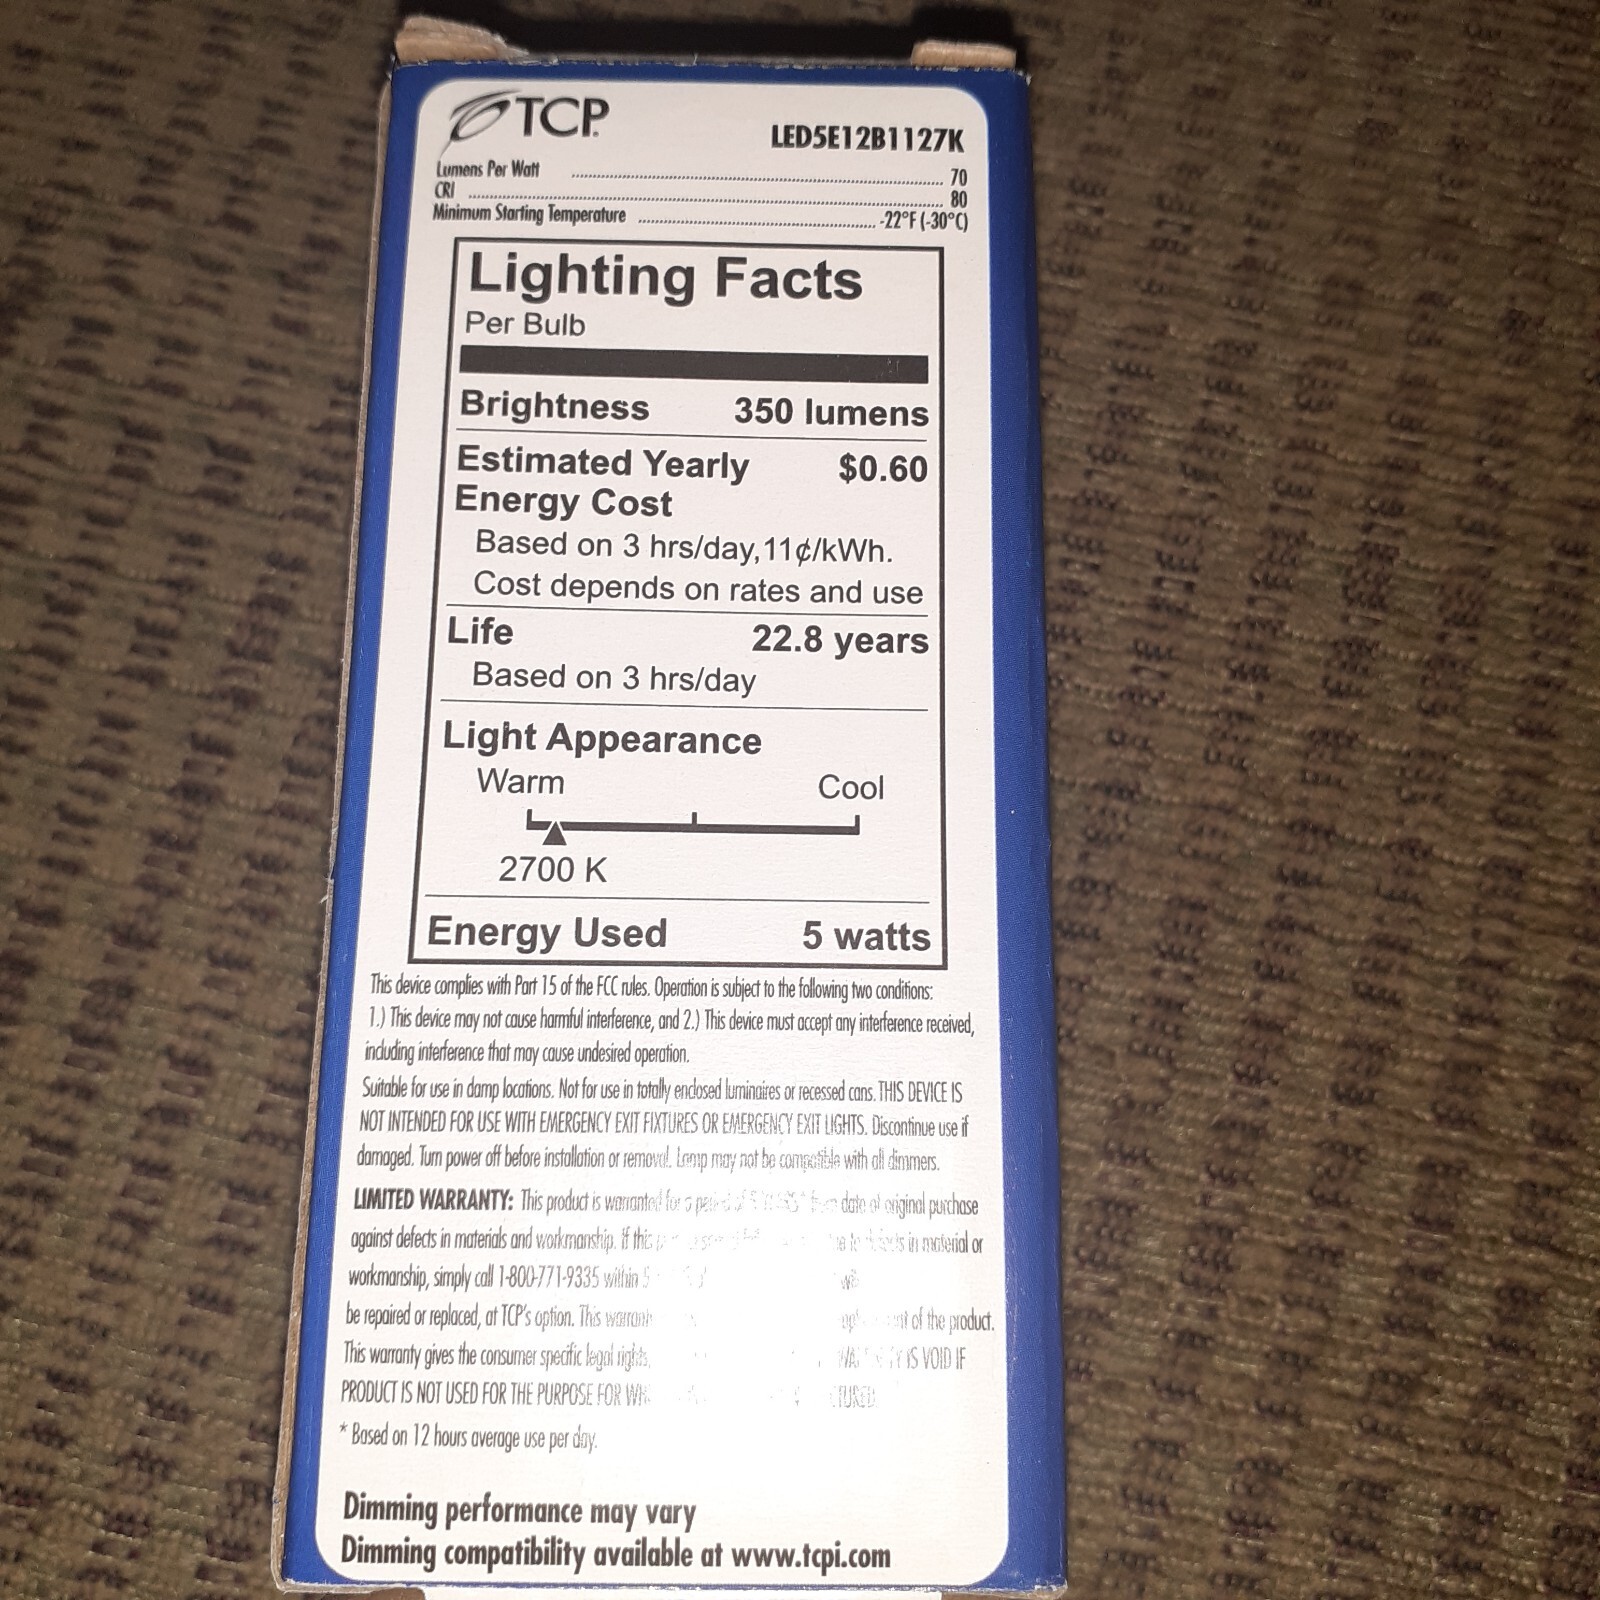 TCP
LED5E12B1127K
Lumens Per Watt 70
CRI 80
Minimum Starting Temperature -22°F (-30°C)
Lighting Facts
Per Bulb
Brightness 350 lumens
Estimated Yearly $0.60
Energy Cost
Based on 3 hrs/day, 11¢/kWh.
Cost depends on rates and use
Life 22.8 years
Based on 3 hrs/day
Light Appearance
Warm Cool
2700 K
Energy Used 5 watts
This device complies with Part 15 of the FCC rules. Operation is subject to the following two conditions:
1.) This device may not cause harmful interference, and 2.) This device must accept any interference received,
including interference that may cause undesired operation.
Suitable for use in damp locations. Not for use in totally enclosed luminaires or recessed cans. THIS DEVICE IS
NOT INTENDED FOR USE WITH EMERGENCY EXIT FIXTURES OR EMERGENCY EXIT LIGHTS. Discontinue use if
damaged. Turn power off before installation or removal. Lamp may not be compatible with all dimmers.
LIMITED WARRANTY: This product is warranted for a period of 5 from date of original purchase
against defects in materials and workmanship. If this to defects in material or
workmanship, simply call 1-800-771-9335 within 5
be repaired or replaced, at TCP's option. This of the product.
This warranty gives the consumer specific legal rights. WARRANTY IS VOID IF
PRODUCT IS NOT USED FOR THE PURPOSE FOR
* Based on 12 hours average use per day.
Dimming performance may vary
Dimming compatibility available at www.tcpi.com